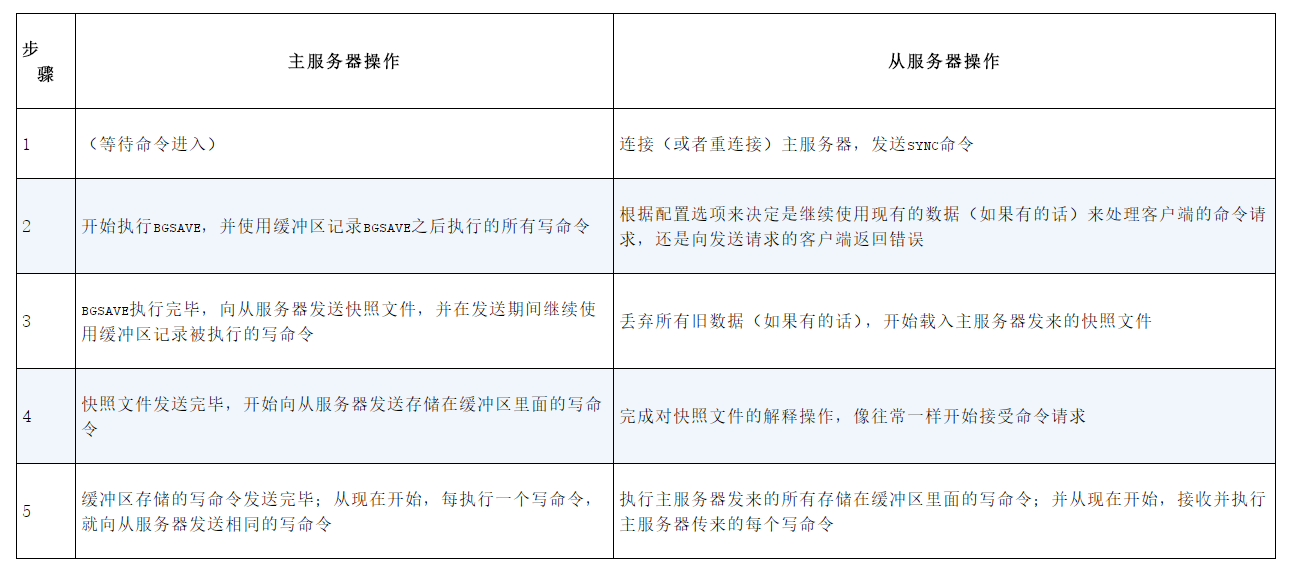 步
骤
主服务器操作
从服务器操作
1
（等待命令进入）
连接（或者重连接）主服务器，发送SYNC命令
2
开始执行BGSAVE，并使用缓冲区记录BGSAVE之后执行的所有写命令
根据配置选项来决定是继续使用现有的数据（如果有的话）来处理客户端的命令请
求，还是向发送请求的客户端返回错误
3
BGSAVE执行完毕，向从服务器发送快照文件，并在发送期间继续使
用缓冲区记录被执行的写命令
丢弃所有旧数据（如果有的话），开始载入主服务器发来的快照文件
4
快照文件发送完毕，开始向从服务器发送存储在缓冲区里面的写命
令
完成对快照文件的解释操作，像往常一样开始接受命令请求
5
缓冲区存储的写命令发送完毕；从现在开始，每执行一个写命令，
就向从服务器发送相同的写命令
执行主服务器发来的所有存储在缓冲区里面的写命令；并从现在开始，接收并执行
主服务器传来的每个写命令